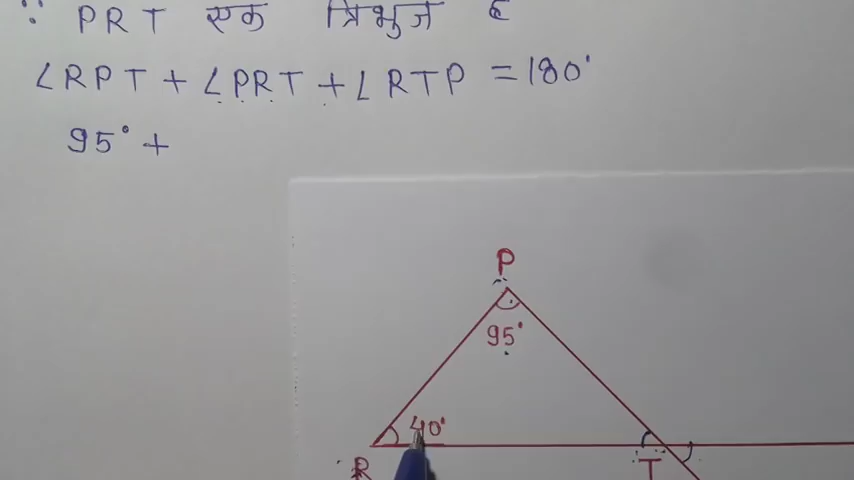 ∵ PRT एक त्रिभुज है
∠RPT + ∠PRT + ∠RTP = 180°
95° +
P
95°
40°
R
T